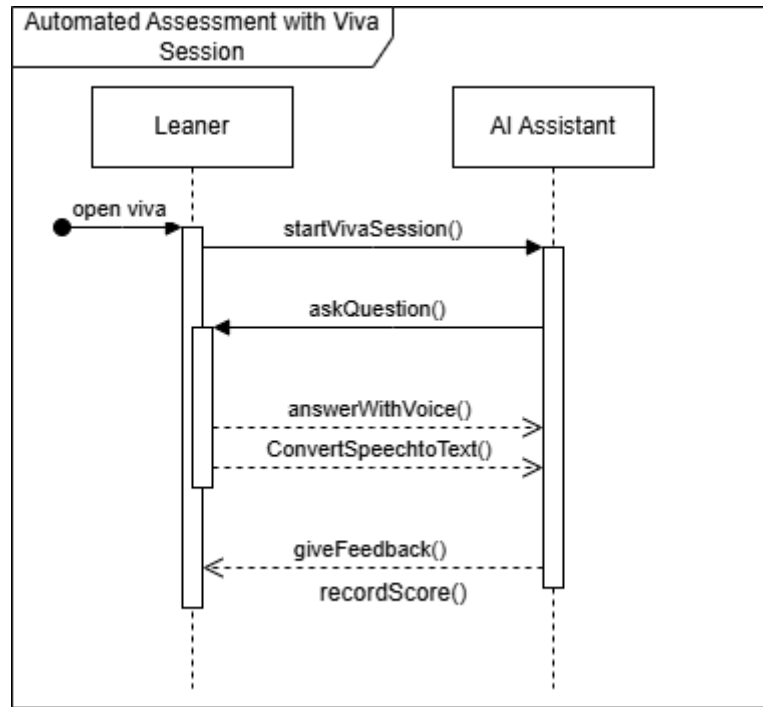 Automated Assessment with Viva
Session
Leaner
AI Assistant
open viva
startVivaSession()
askQuestion()
answerWithVoice()
ConvertSpeechtoText()
giveFeedback()
recordScore()